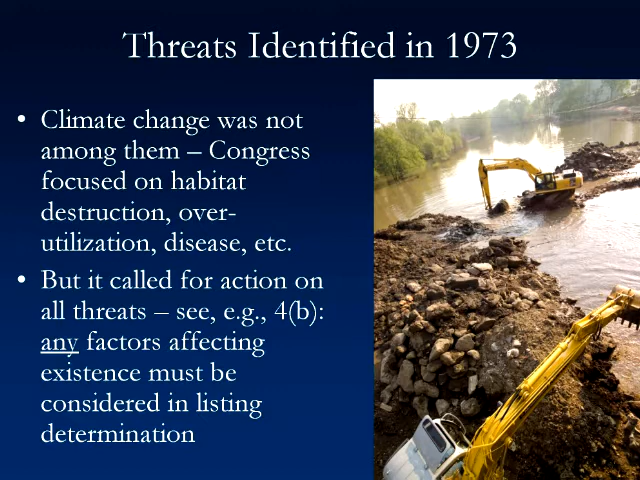 Threats Identified in 1973
• Climate change was not
among them – Congress
focused on habitat
destruction, over-
utilization, disease, etc.
• But it called for action on
all threats – see, e.g., 4(b):
any factors affecting
existence must be
considered in listing
determination